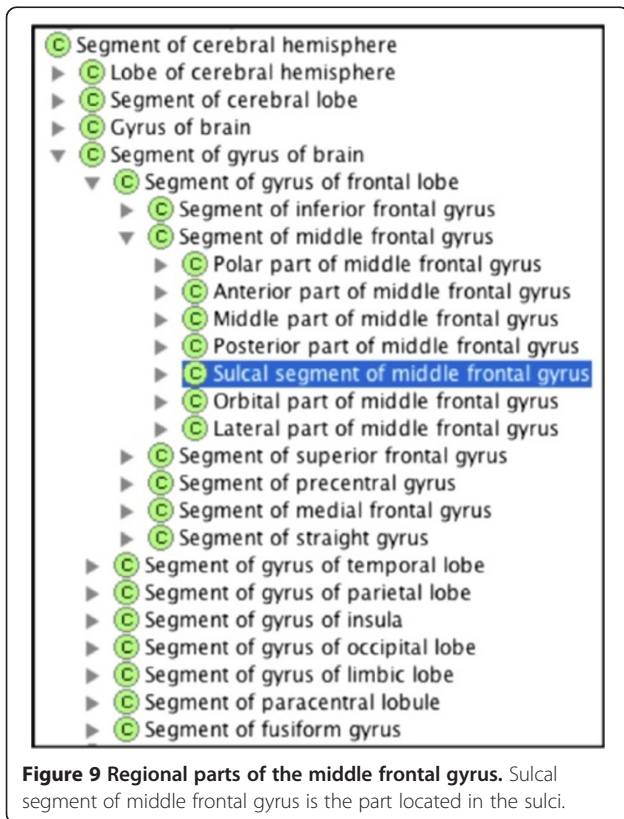 Segment of cerebral hemisphere
Lobe of cerebral hemisphere
Segment of cerebral lobe
Gyrus of brain
Segment of gyrus of brain
Segment of gyrus of frontal lobe
Segment of inferior frontal gyrus
Segment of middle frontal gyrus
Polar part of middle frontal gyrus
Anterior part of middle frontal gyrus
Middle part of middle frontal gyrus
Posterior part of middle frontal gyrus
Sulcal segment of middle frontal gyrus
Orbital part of middle frontal gyrus
Lateral part of middle frontal gyrus
Segment of superior frontal gyrus
Segment of precentral gyrus
Segment of medial frontal gyrus
Segment of straight gyrus
Segment of gyrus of temporal lobe
Segment of gyrus of parietal lobe
Segment of gyrus of insula
Segment of gyrus of occipital lobe
Segment of gyrus of limbic lobe
Segment of paracentral lobule
Segment of fusiform gyrus
Figure 9 Regional parts of the middle frontal gyrus. Sulcal
segment of middle frontal gyrus is the part located in the sulci.